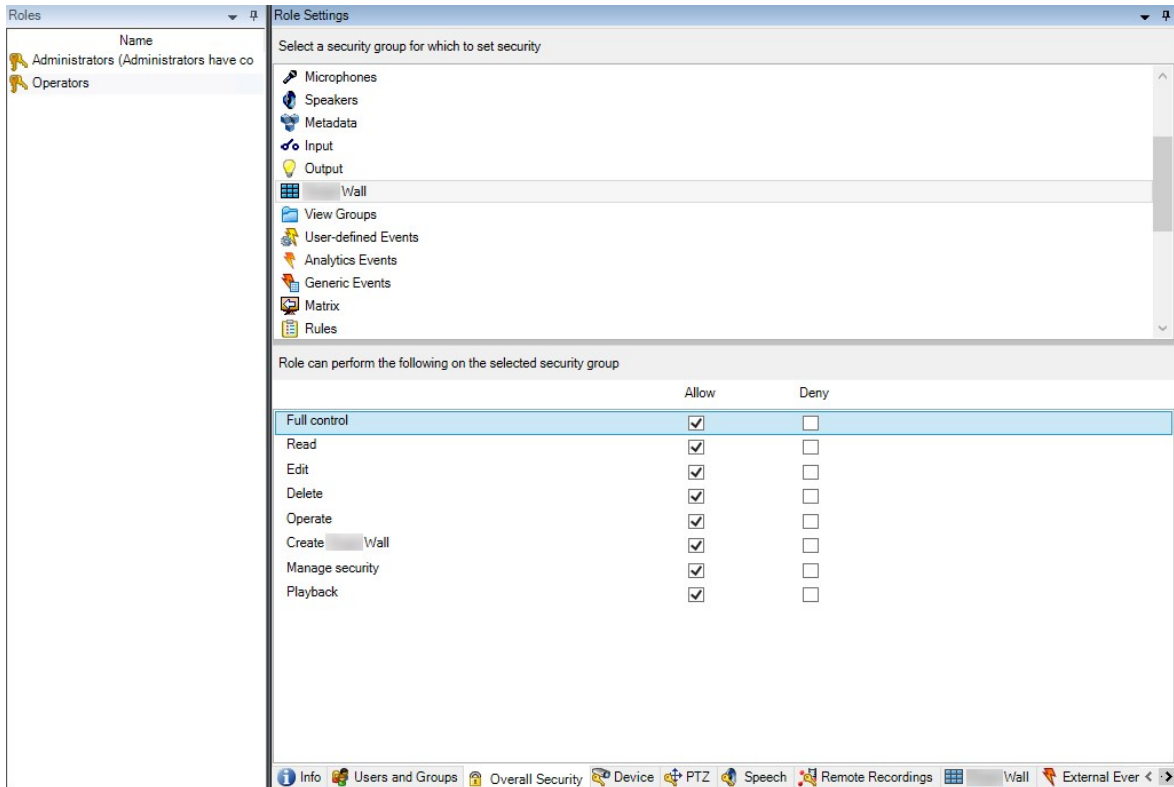 Roles
Name
Administrators (Administrators have co
Operators
Role Settings
Select a security group for which to set security
Microphones
Speakers
Metadata
Input
Output
Wall
View Groups
User-defined Events
Analytics Events
Generic Events
Matrix
Rules
Role can perform the following on the selected security group
Allow Deny
Full control
Read
Edit
Delete
Operate
Create Wall
Manage security
Playback
Info Users and Groups Overall Security Device PTZ Speech Remote Recordings Wall External Ever